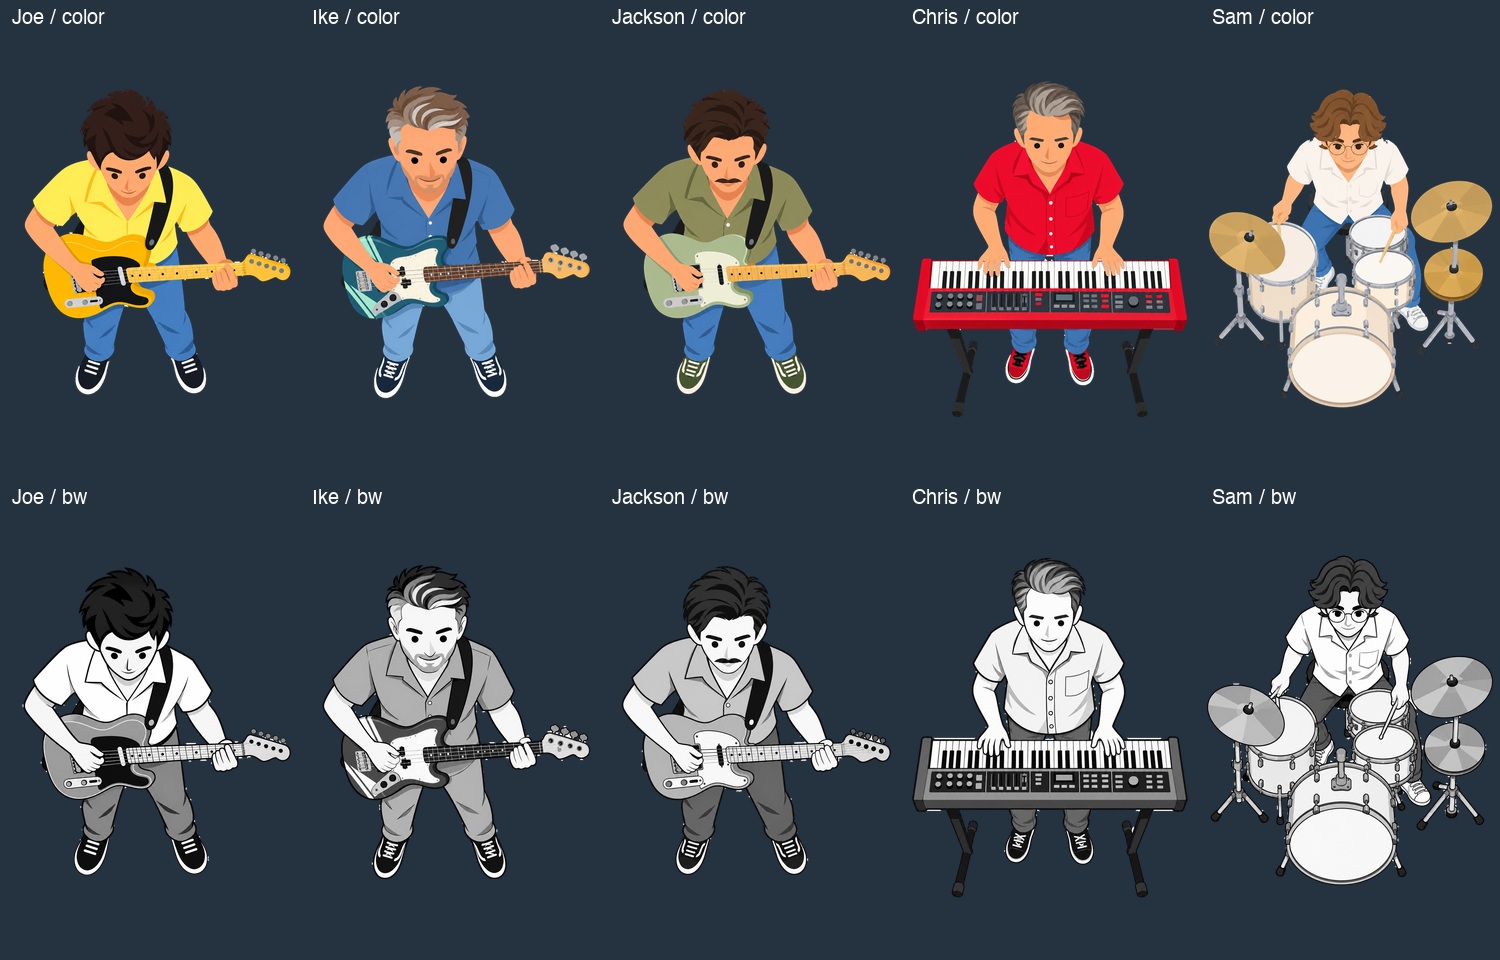 Joe / color
Ike / color
Jackson / color
Chris / color
Sam / color
Joe / bw
Ike / bw
Jackson / bw
Chris / bw
Sam / bw